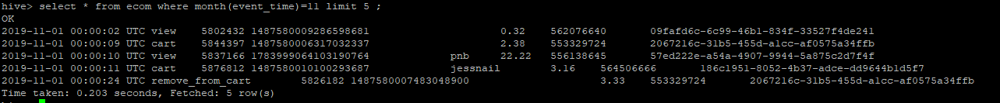 hive> select * from ecom where month(event_time)=11 limit 5 ;
OK
2019-11-01 00:00:02 UTC view 5802432 1487580009286598681 0.32 562076640 09fafd6c-6c99-46b1-834f-33527f4de241
2019-11-01 00:00:09 UTC cart 5844397 1487580006317032337 2.38 553329724 2067216c-31b5-455d-a1cc-af0575a34ffb
2019-11-01 00:00:10 UTC view 5837166 1783999064103190764 pnb 22.22 556138645 57ed222e-a54a-4907-9944-5a875c2d7f4f
2019-11-01 00:00:11 UTC cart 5876812 1487580010100293687 jessnail 3.16 564506666 186c1951-8052-4b37-adce-dd9644b1d5f7
2019-11-01 00:00:24 UTC remove_from_cart 5826182 1487580007483048900 3.33 553329724 2067216c-31b5-455d-a1cc-af0575a34ffb
Time taken: 0.203 seconds, Fetched: 5 row(s)